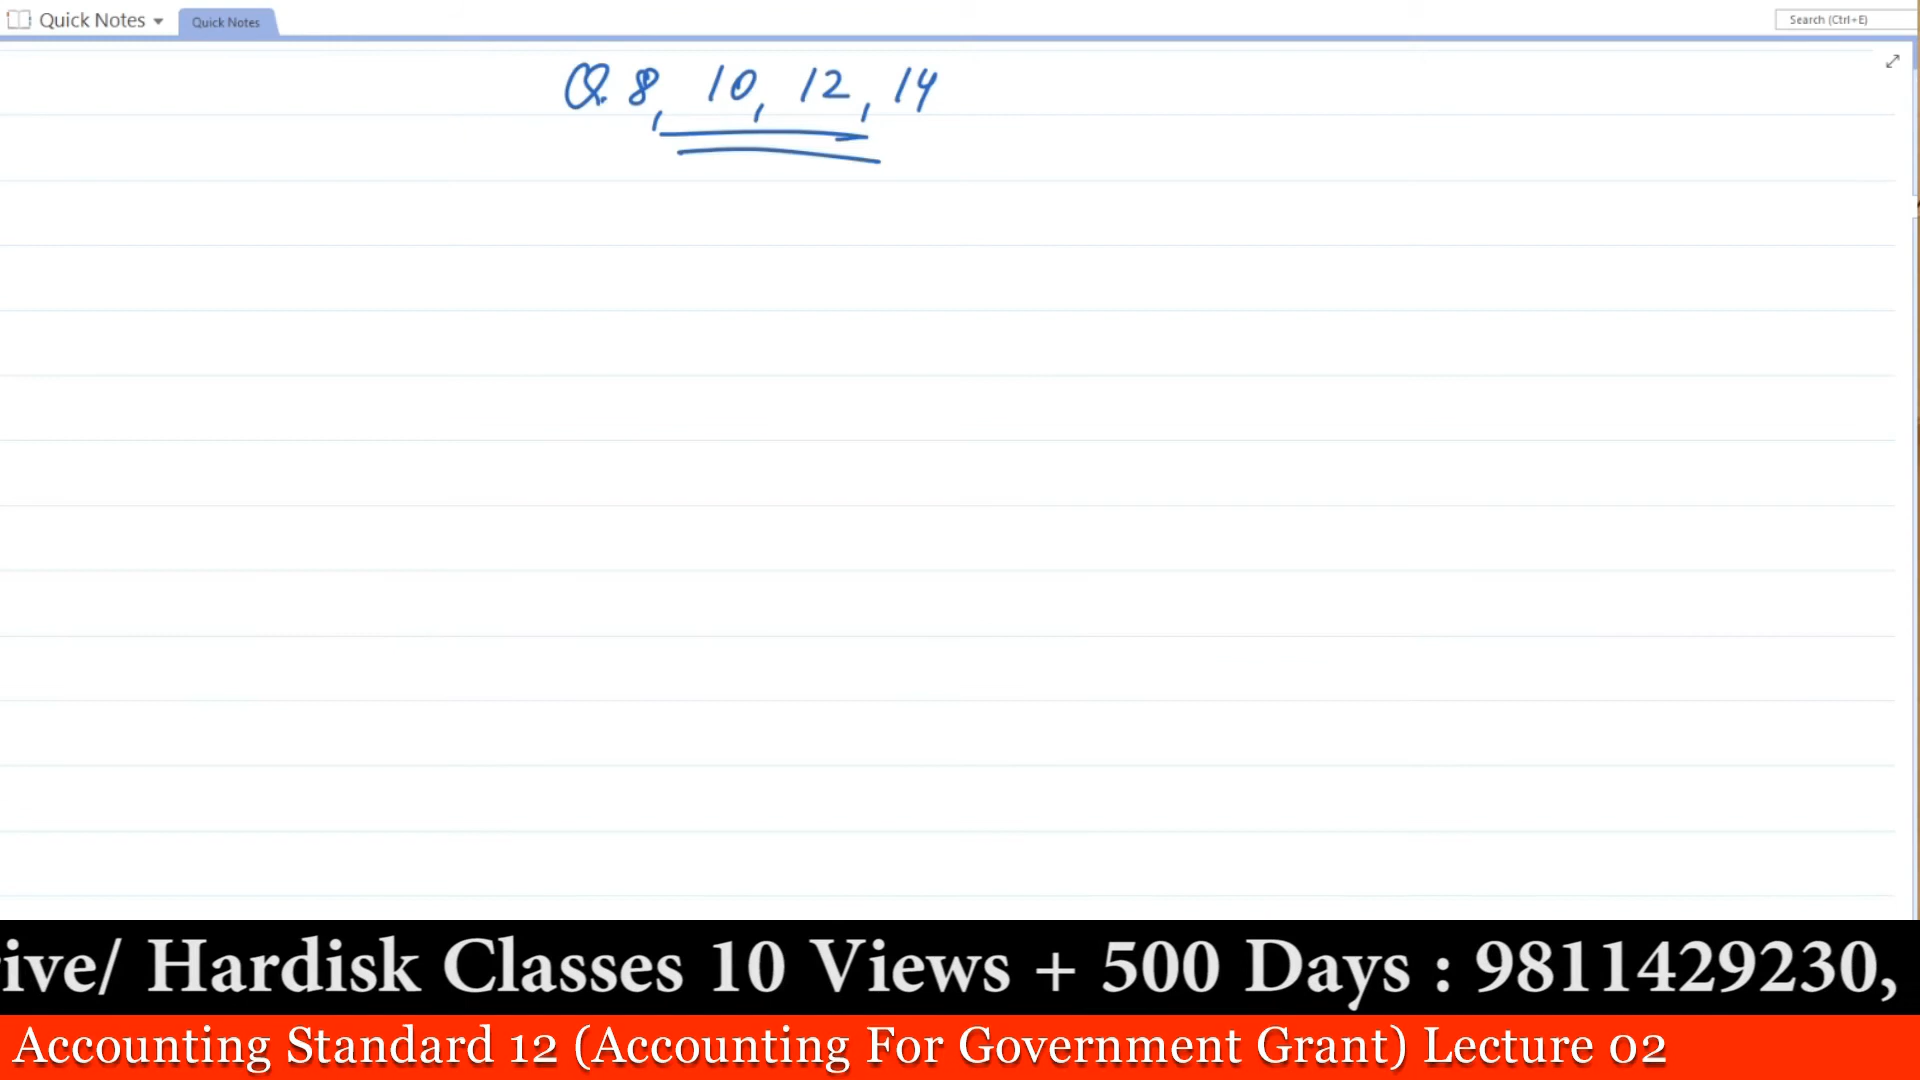 Quick Notes Quick Notes Search (Ctrl+E)
Q. 8, 10, 12, 14
ive/ Hardisk Classes 10 Views + 500 Days : 9811429230,
Accounting Standard 12 (Accounting For Government Grant) Lecture 02